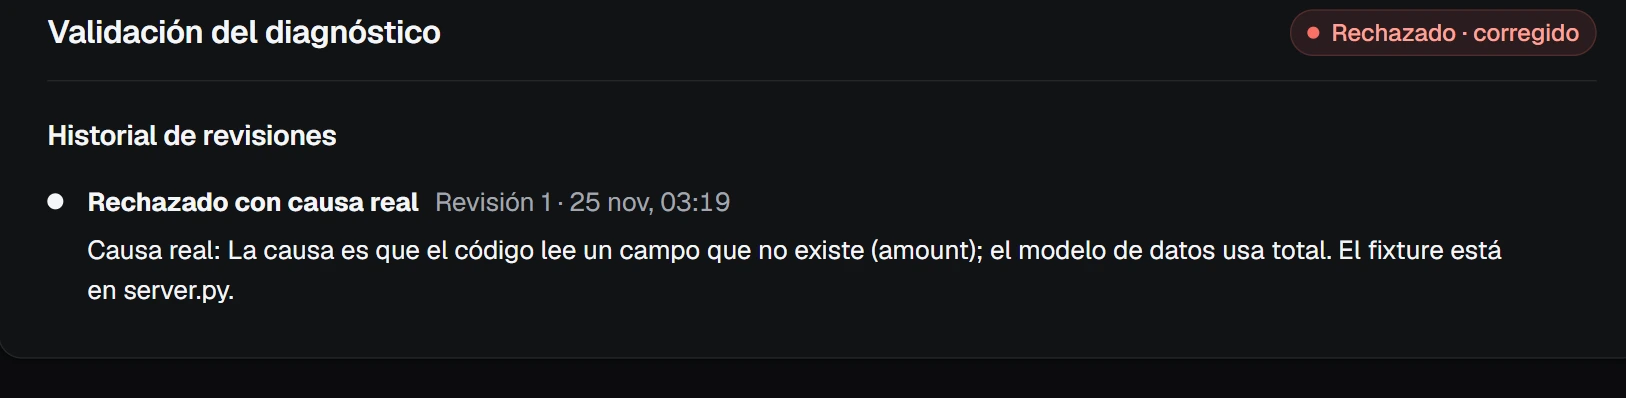 Validación del diagnóstico
Rechazado · corregido
Historial de revisiones
Rechazado con causa real Revisión 1 · 25 nov, 03:19
Causa real: La causa es que el código lee un campo que no existe (amount); el modelo de datos usa total. El fixture está
en server.py.